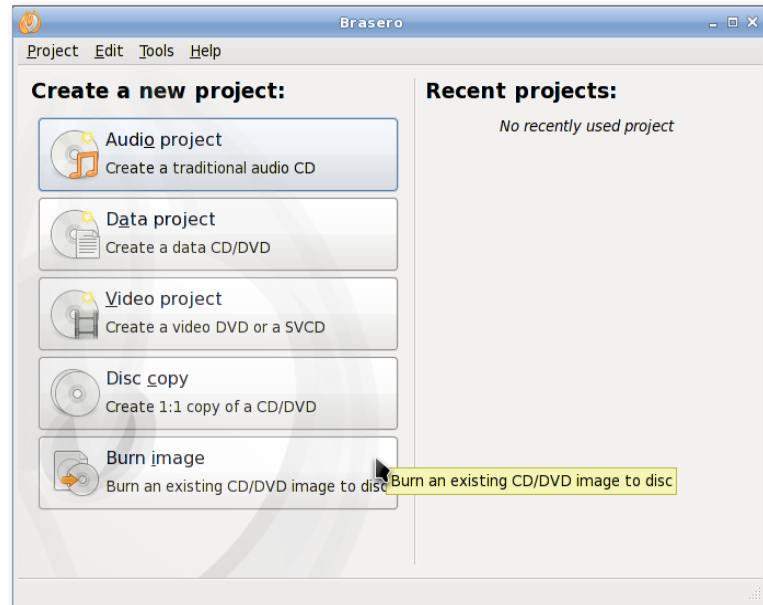 Brasero
Project Edit Tools Help
Create a new project:
Audio project
Create a traditional audio CD
Data project
Create a data CD/DVD
Video project
Create a video DVD or a SVCD
Disc copy
Create 1:1 copy of a CD/DVD
Burn image
Burn an existing CD/DVD image to disc
Burn an existing CD/DVD image to disc
Recent projects:
No recently used project